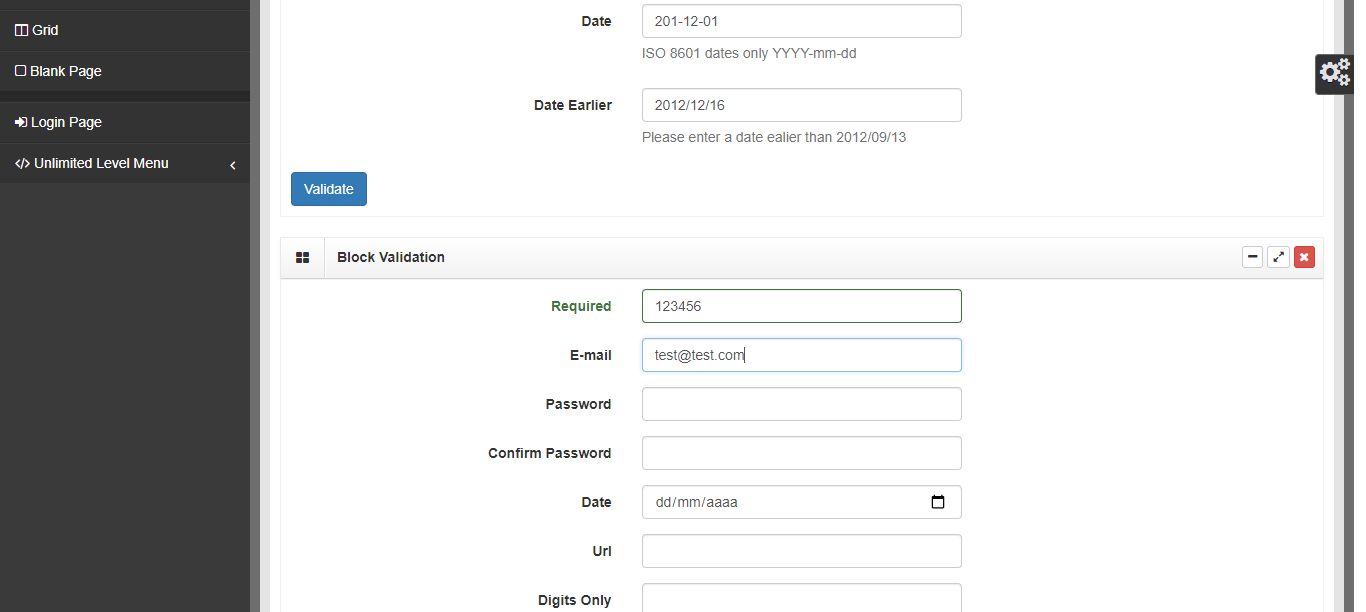 Grid
Blank Page
Login Page
Unlimited Level Menu
Date
201-12-01
ISO 8601 dates only YYYY-mm-dd
Date Earlier
2012/12/16
Please enter a date ealier than 2012/09/13
Validate
Block Validation
Required
123456
E-mail
test@test.com
Password
Confirm Password
Date
dd/mm/aaaa
Url
Digits Only